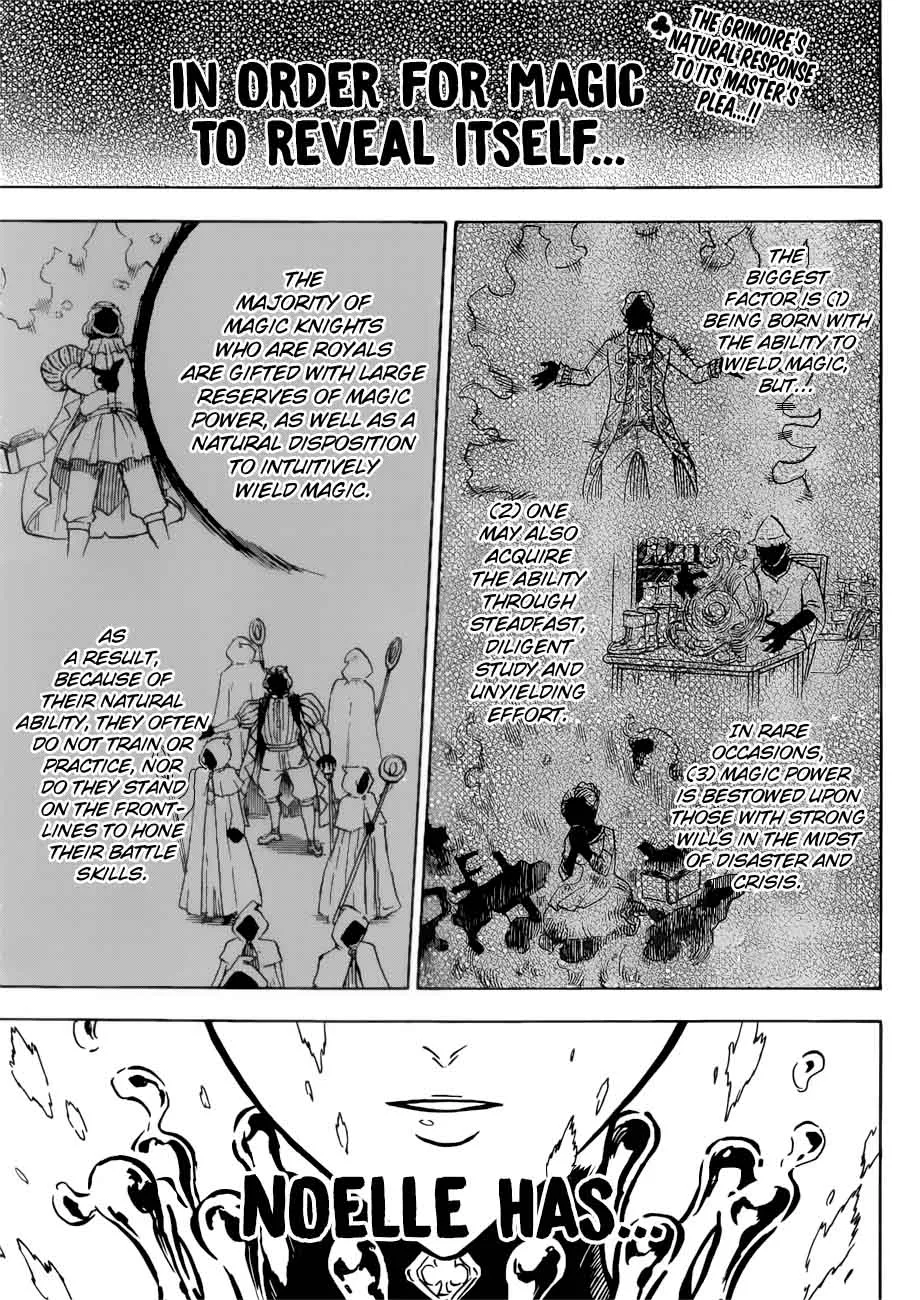 THE GRIMOIRE'S
NATURAL RESPONSE
TO ITS MASTER'S
PLEA...!!
IN ORDER FOR MAGIC
TO REVEAL ITSELF...
THE
BIGGEST
FACTOR IS (1)
BEING BORN WITH
THE ABILITY TO
WIELD MAGIC,
BUT..!
(2) ONE
MAY ALSO
ACQUIRE
THE ABILITY
THROUGH
STEADFAST,
DILIGENT
STUDY AND
UNYIELDING
EFFORT.
IN RARE
OCCASIONS,
(3) MAGIC POWER
IS BESTOWED UPON
THOSE WITH STRONG
WILLS IN THE MIDST
OF DISASTER AND
CRISIS.
THE
MAJORITY OF
MAGIC KNIGHTS
WHO ARE ROYALS
ARE GIFTED WITH LARGE
RESERVES OF MAGIC
POWER, AS WELL AS A
NATURAL DISPOSITION
TO INTUITIVELY
WIELD MAGIC.
AS
A RESULT,
BECAUSE OF
THEIR NATURAL
ABILITY, THEY OFTEN
DO NOT TRAIN OR
PRACTICE, NOR
DO THEY STAND
ON THE FRONT-
LINES TO HONE
THEIR BATTLE
SKILLS.
NOELLE HAS...